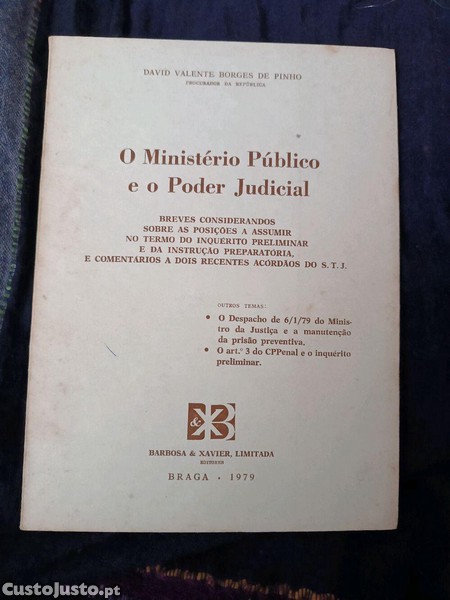 DAVID VALENTE BORGES DE PINHO
PROCURADOR DA REPÚBLICA
O Ministério Público
e o Poder Judicial
BREVES CONSIDERANDOS
SOBRE AS POSIÇÕES A ASSUMIR
NO TERMO DO INQUÉRITO PRELIMINAR
E DA INSTRUÇÃO PREPARATÓRIA,
E COMENTÁRIOS A DOIS RECENTES ACÓRDÃOS DO S. T. J.
OUTROS TEMAS:
• O Despacho de 6/1/79 do Minis-
tro da Justiça e a manutenção
da prisão preventiva.
• O art.º 3 do CPPenal e o inquérito
preliminar.
B&X
BARBOSA & XAVIER, LIMITADA
EDITORES
BRAGA • 1979
CustoJusto.pt